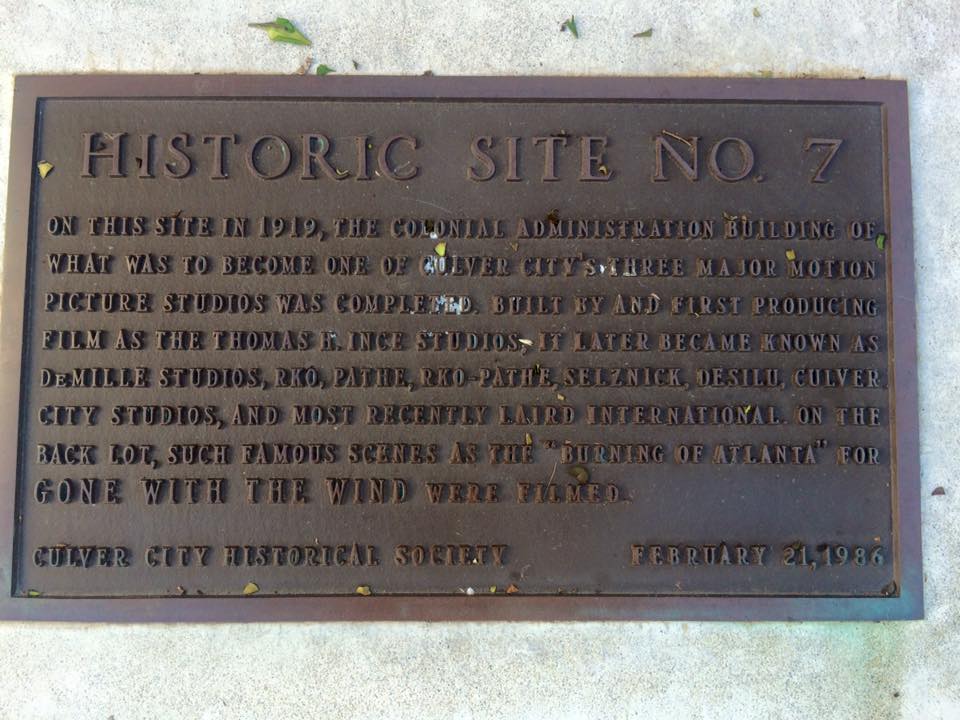 HISTORIC SITE NO. 7
ON THIS SITE IN 1919, THE COLONIAL ADMINISTRATION BUILDING OF
WHAT WAS TO BECOME ONE OF CULVER CITY'S THREE MAJOR MOTION
PICTURE STUDIOS WAS COMPLETED. BUILT BY AND FIRST PRODUCING
FILM AS THE THOMAS H. INCE STUDIOS, IT LATER BECAME KNOWN AS
DEMILLE STUDIOS, RKO, PATHE, RKO-PATHE, SELZNICK, DESILU, CULVER
CITY STUDIOS, AND MOST RECENTLY LAIRD INTERNATIONAL. ON THE
BACK LOT, SUCH FAMOUS SCENES AS THE "BURNING OF ATLANTA" FOR
GONE WITH THE WIND WERE FILMED.
CULVER CITY HISTORICAL SOCIETY FEBRUARY 21, 1986